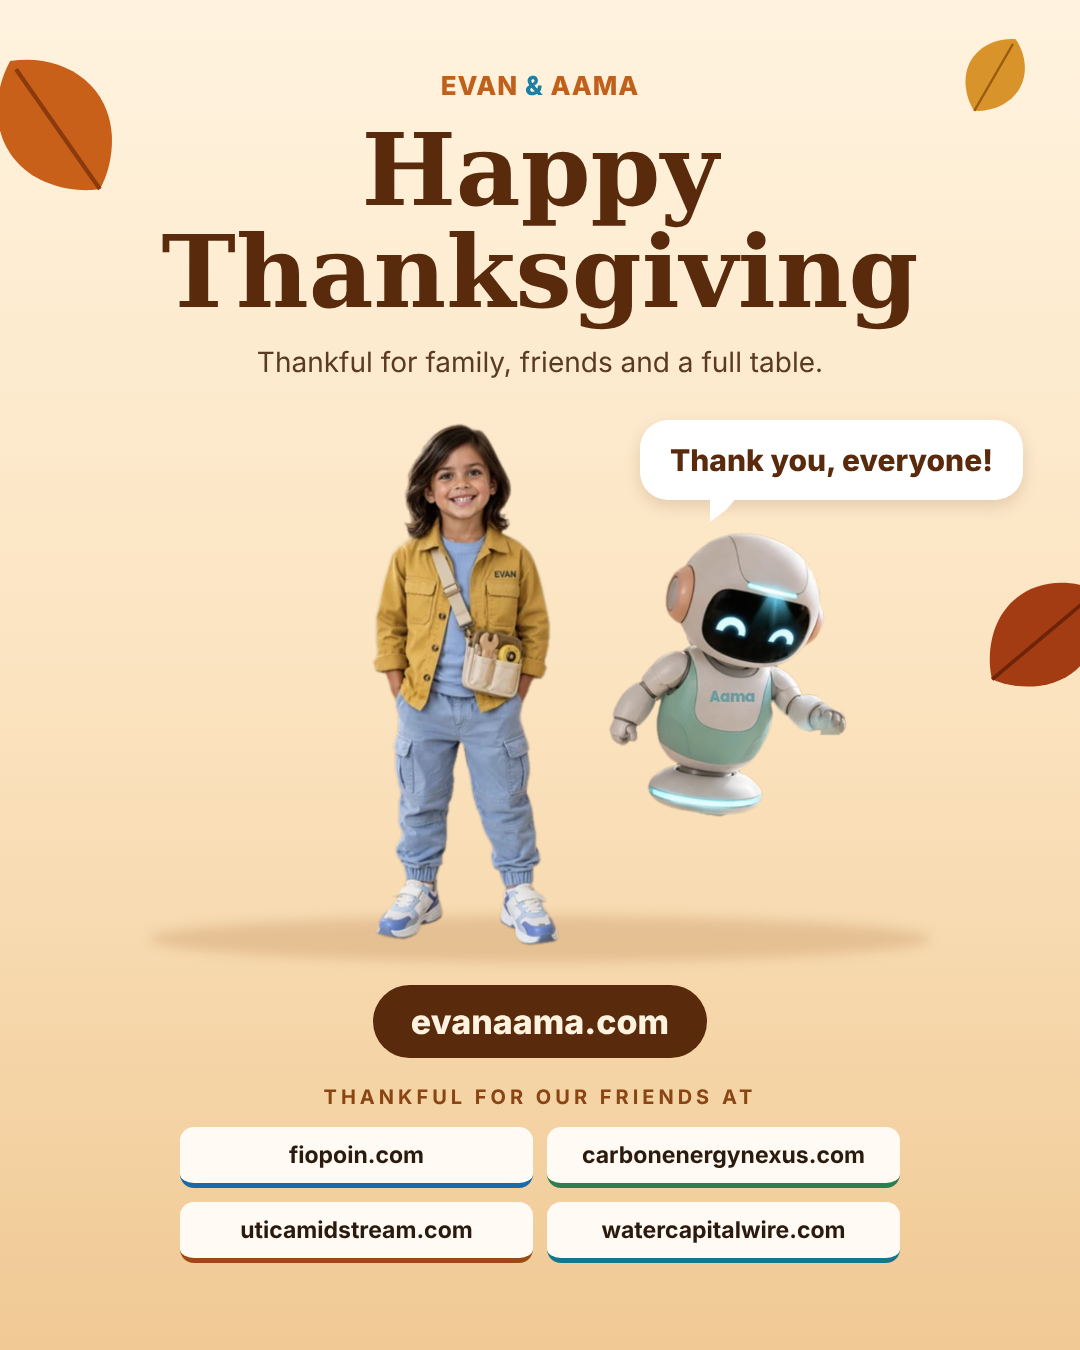 EVAN & AAMA
Happy
Thanksgiving
Thankful for family, friends and a full table.
Thank you, everyone!
EVAN
Aama
evanaama.com
THANKFUL FOR OUR FRIENDS AT
fiopoin.com
carbonenergynexus.com
uticamidstream.com
watercapitalwire.com